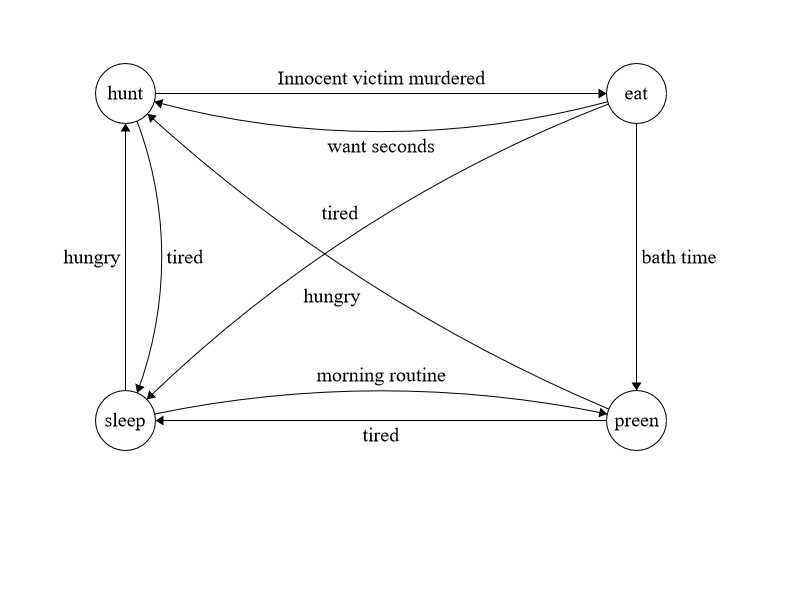 Innocent victim murdered
hunt
eat
want seconds
tired
hungry
tired
bath time
hungry
morning routine
sleep
preen
tired